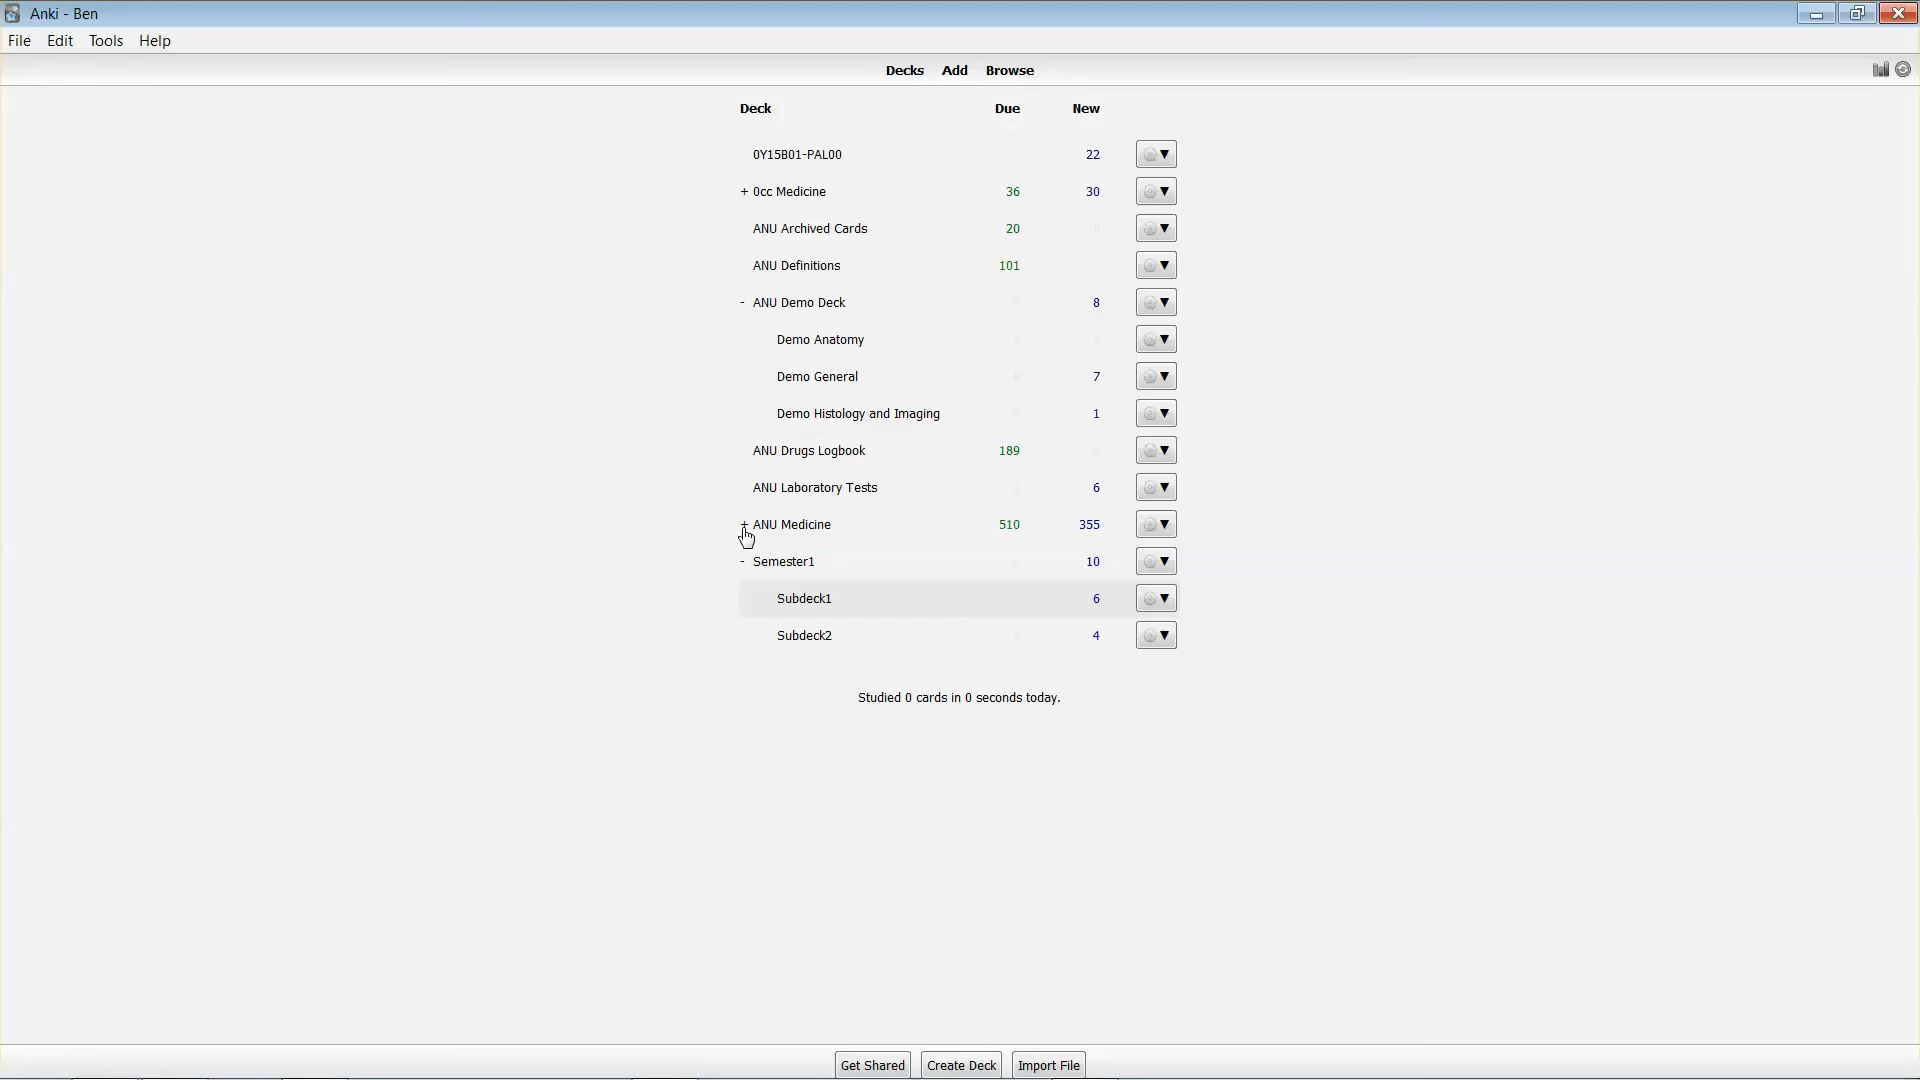 Anki - Ben
File Edit Tools Help
Decks Add Browse
Deck Due New
0Y15B01-PAL00 22
+ 0cc Medicine 36 30
ANU Archived Cards 20
ANU Definitions 101
- ANU Demo Deck 8
Demo Anatomy
Demo General 7
Demo Histology and Imaging 1
ANU Drugs Logbook 189
ANU Laboratory Tests 6
+ ANU Medicine 510 355
- Semester1 10
Subdeck1 6
Subdeck2 4
Studied 0 cards in 0 seconds today.
Get Shared Create Deck Import File